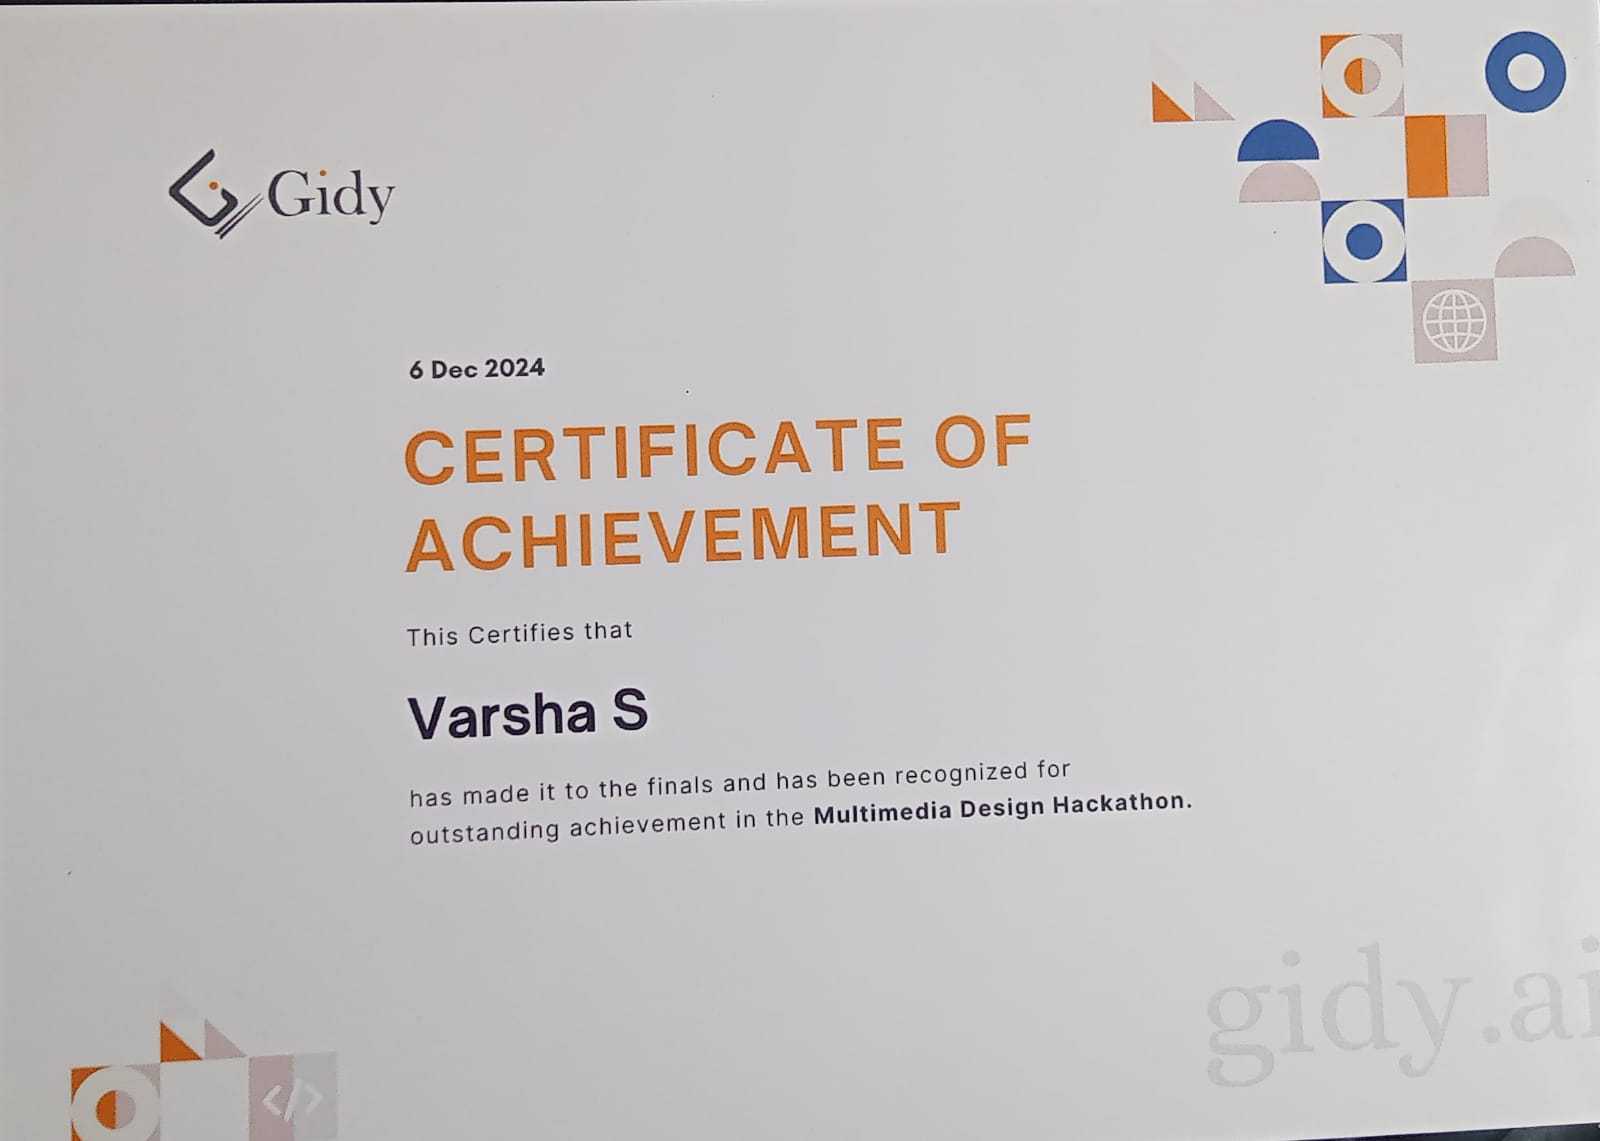 Gidy
6 Dec 2024
CERTIFICATE OF
ACHIEVEMENT
This Certifies that
Varsha S
has made it to the finals and has been recognized for
outstanding achievement in the Multimedia Design Hackathon.
gidy.ai
</>